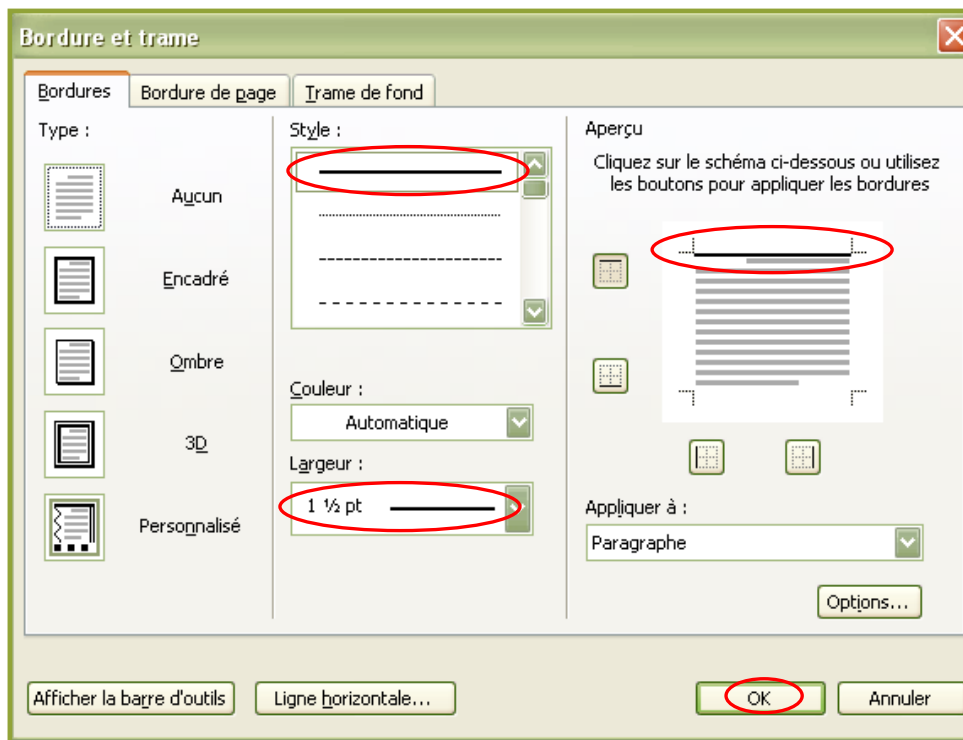 Bordure et trame
Bordures
Bordure de page
Trame de fond
Type :
Aucun
Encadré
Ombre
3D
Personnalisé
Style :
Couleur :
Automatique
Largeur :
1 ½ pt
Aperçu
Cliquez sur le schéma ci-dessous ou utilisez
les boutons pour appliquer les bordures
Appliquer à :
Paragraphe
Options...
Afficher la barre d'outils
Ligne horizontale...
OK
Annuler